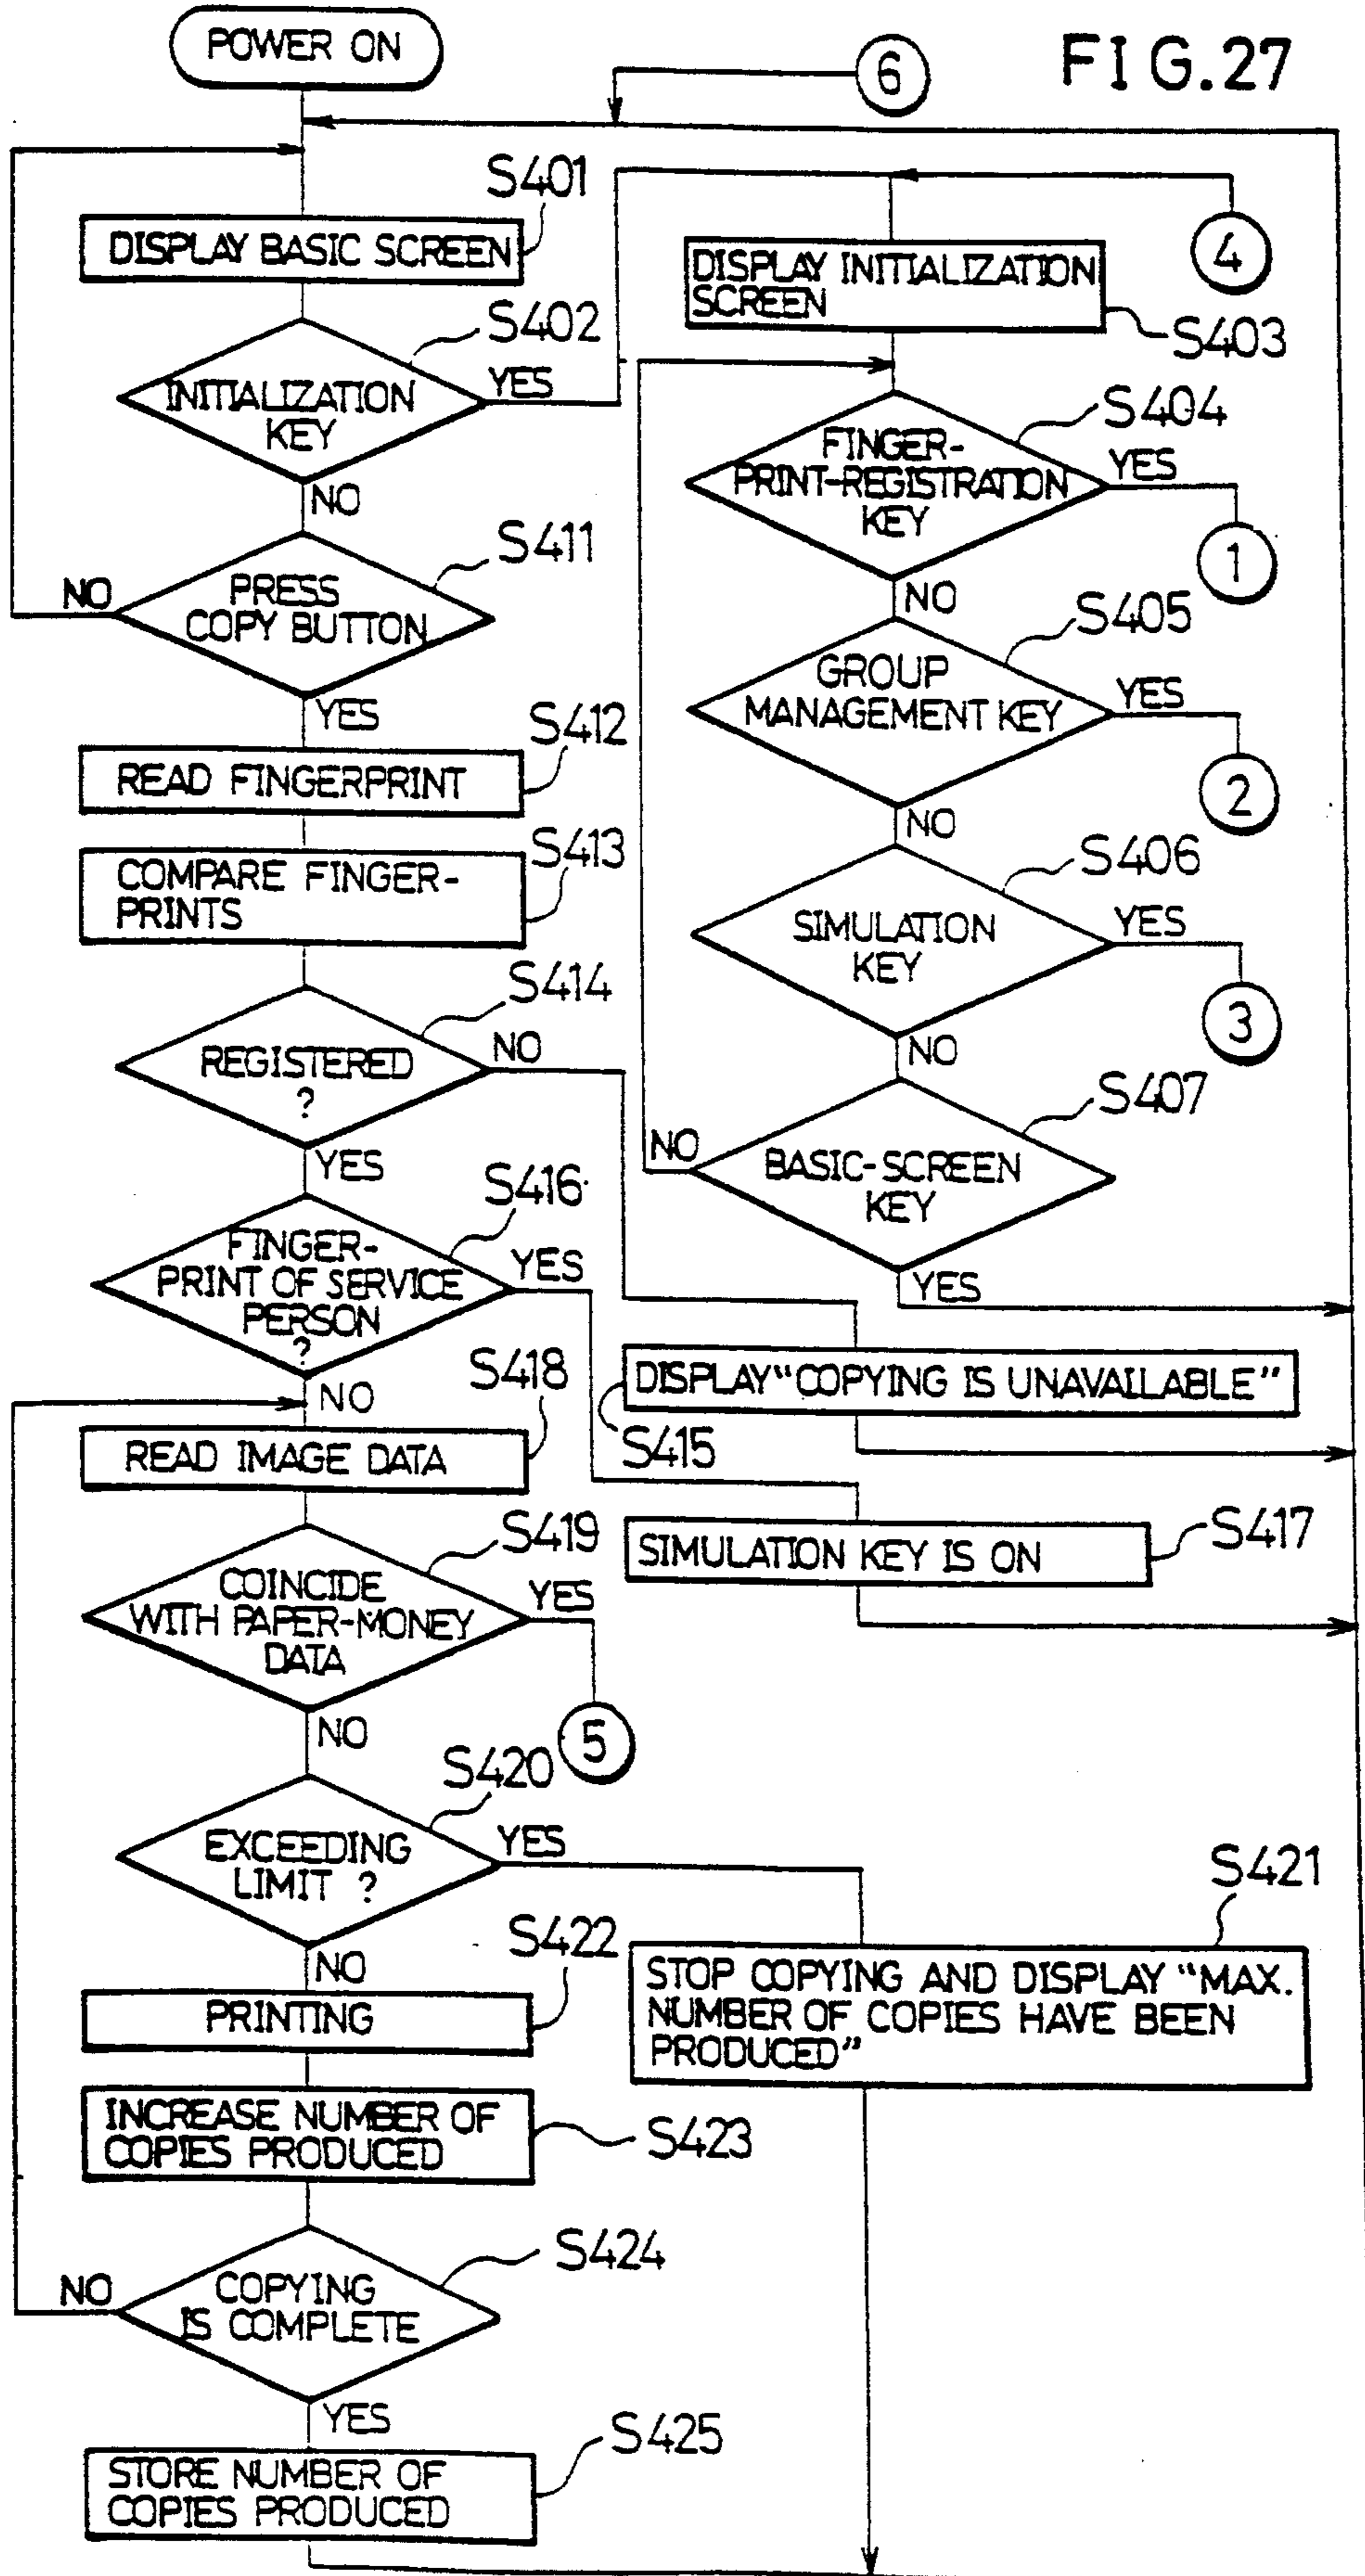 FIG.27
POWER ON
6
S401
DISPLAY BASIC SCREEN
4
DISPLAY INITIALIZATION
SCREEN
S403
S402
INITIALIZATION
KEY
YES
NO
S404
FINGER-
PRINT-REGISTRATION
KEY
YES
1
NO
S411
PRESS
COPY BUTTON
NO
YES
S405
GROUP
MANAGEMENT KEY
YES
2
NO
S412
READ FINGERPRINT
S413
COMPARE FINGER-
PRINTS
S406
SIMULATION
KEY
YES
3
NO
S414
REGISTERED
?
NO
YES
S407
BASIC-SCREEN
KEY
NO
YES
S416
FINGER-
PRINT OF SERVICE
PERSON
?
YES
NO
DISPLAY "COPYING IS UNAVAILABLE"
S415
S418
READ IMAGE DATA
S417
SIMULATION KEY IS ON
S419
COINCIDE
WITH PAPER-MONEY
DATA
YES
5
NO
S420
EXCEEDING
LIMIT ?
YES
NO
S421
STOP COPYING AND DISPLAY "MAX.
NUMBER OF COPIES HAVE BEEN
PRODUCED"
S422
PRINTING
INCREASE NUMBER OF
COPIES PRODUCED
S423
S424
COPYING
IS COMPLETE
NO
YES
S425
STORE NUMBER OF
COPIES PRODUCED